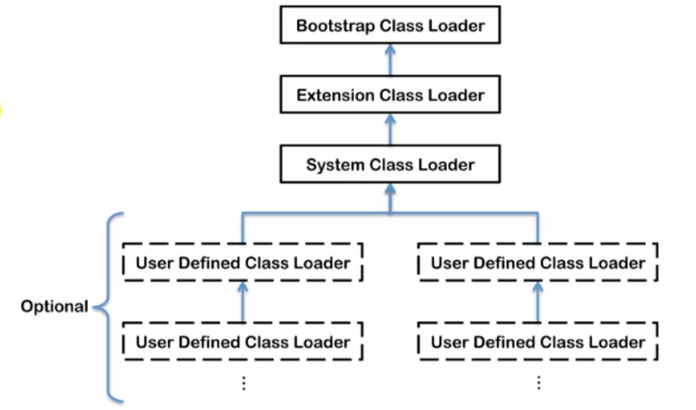 Bootstrap Class Loader
Extension Class Loader
System Class Loader
User Defined Class Loader
User Defined Class Loader
Optional
User Defined Class Loader
User Defined Class Loader